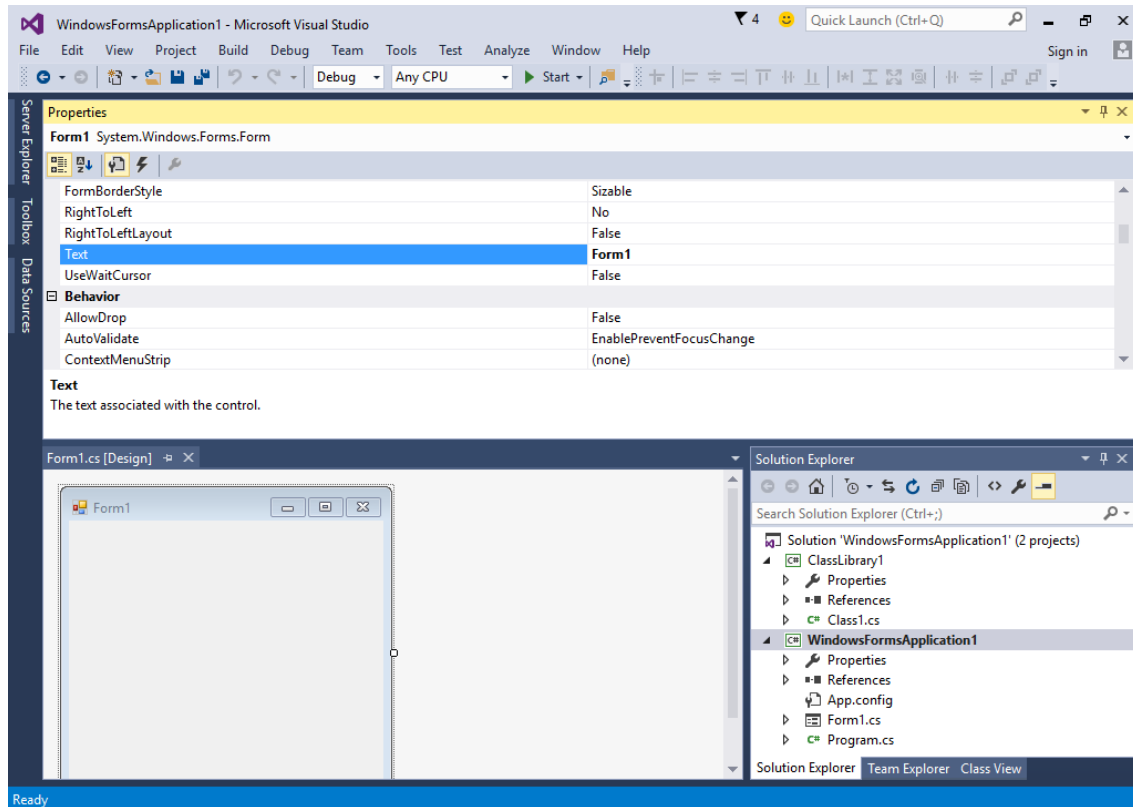 WindowsFormsApplication1 - Microsoft Visual Studio
4
Quick Launch (Ctrl+Q)
File Edit View Project Build Debug Team Tools Test Analyze Window Help
Sign in
Debug
Any CPU
Start
Server Explorer
Toolbox
Data Sources
Properties
Form1 System.Windows.Forms.Form
FormBorderStyle Sizable
RightToLeft No
RightToLeftLayout False
Text Form1
UseWaitCursor False
Behavior
AllowDrop False
AutoValidate EnablePreventFocusChange
ContextMenuStrip (none)
Text
The text associated with the control.
Form1.cs [Design]
Form1
Solution Explorer
Search Solution Explorer (Ctrl+;)
Solution 'WindowsFormsApplication1' (2 projects)
C# ClassLibrary1
Properties
References
C# Class1.cs
C# WindowsFormsApplication1
Properties
References
App.config
Form1.cs
C# Program.cs
Solution Explorer Team Explorer Class View
Ready